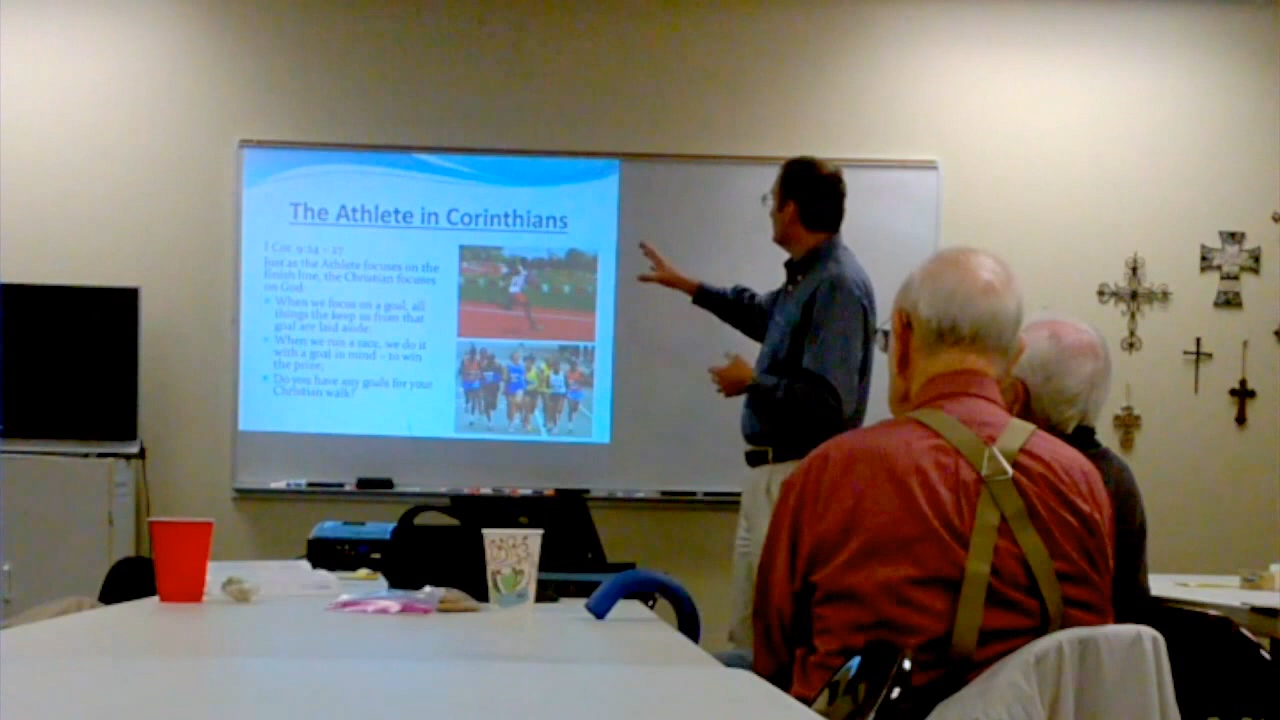 The Athlete in Corinthians
I Cor. 9:24 - 27
Just as the Athlete focuses on the
finish line, the Christian focuses
on God:
When we focus on a goal, all
things the keep us from that
goal are laid aside;
When we run a race, we do it
with a goal in mind - to win
the prize;
Do you have any goals for your
Christian walk?